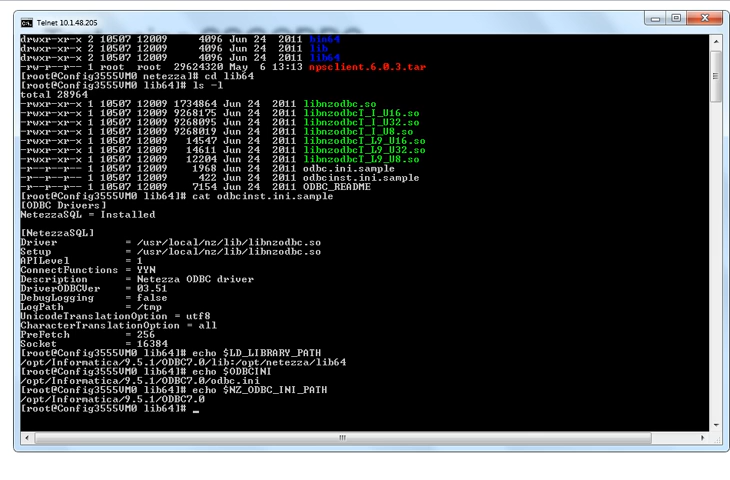 Telnet 10.1.48.205
drwxr-xr-x 2 10507 12009 4096 Jun 24 2011 bin64
drwxr-xr-x 2 10507 12009 4096 Jun 24 2011 lib
drwxr-xr-x 2 10507 12009 4096 Jun 24 2011 lib64
-rw-r--r-- 1 root root 29624320 May 6 13:13 npsclient.6.0.3.tar
[root@Config3555VM0 netezza]# cd lib64
[root@Config3555VM0 lib64]# ls -l
total 28964
-rwxr-xr-x 1 10507 12009 1734864 Jun 24 2011 libnzodbc.so
-rwxr-xr-x 1 10507 12009 9268175 Jun 24 2011 libnzodbcT_I_U16.so
-rwxr-xr-x 1 10507 12009 9268095 Jun 24 2011 libnzodbcT_I_U32.so
-rwxr-xr-x 1 10507 12009 9268019 Jun 24 2011 libnzodbcT_I_U8.so
-rwxr-xr-x 1 10507 12009 14547 Jun 24 2011 libnzodbcT_L9_U16.so
-rwxr-xr-x 1 10507 12009 14611 Jun 24 2011 libnzodbcT_L9_U32.so
-rwxr-xr-x 1 10507 12009 12204 Jun 24 2011 libnzodbcT_L9_U8.so
-r--r--r-- 1 10507 12009 1968 Jun 24 2011 odbc.ini.sample
-r--r--r-- 1 10507 12009 422 Jun 24 2011 odbcinst.ini.sample
-r--r--r-- 1 10507 12009 7154 Jun 24 2011 ODBC_README
[root@Config3555VM0 lib64]# cat odbcinst.ini.sample
[ODBC Drivers]
NetezzaSQL = Installed
[NetezzaSQL]
Driver = /usr/local/nz/lib/libnzodbc.so
Setup = /usr/local/nz/lib/libnzodbc.so
APILevel = 1
ConnectFunctions = YYN
Description = Netezza ODBC driver
DriverODBCVer = 03.51
DebugLogging = false
LogPath = /tmp
UnicodeTranslationOption = utf8
CharacterTranslationOption = all
PreFetch = 256
Socket = 16384
[root@Config3555VM0 lib64]# echo $LD_LIBRARY_PATH
/opt/Informatica/9.5.1/ODBC7.0/lib:/opt/netezza/lib64
[root@Config3555VM0 lib64]# echo $ODBCINI
/opt/Informatica/9.5.1/ODBC7.0/odbc.ini
[root@Config3555VM0 lib64]# echo $NZ_ODBC_INI_PATH
/opt/Informatica/9.5.1/ODBC7.0
[root@Config3555VM0 lib64]# _